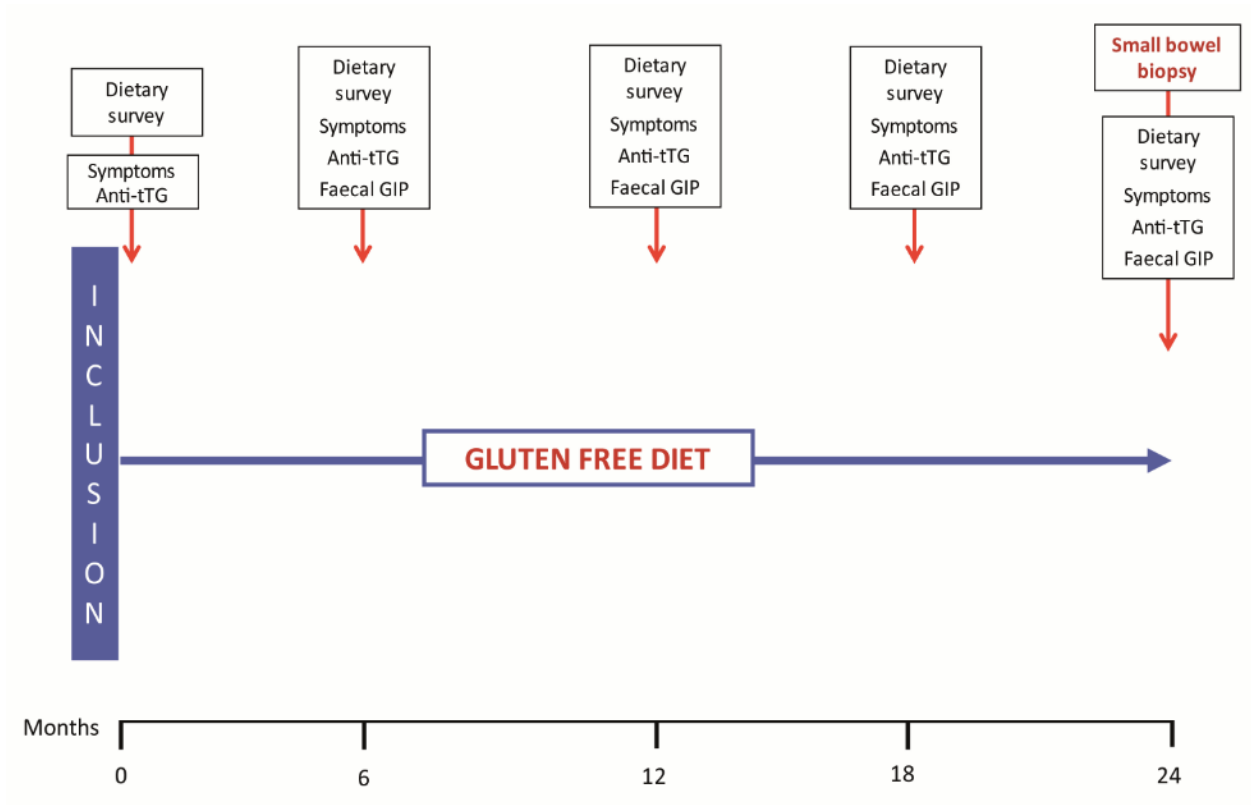 Dietary
survey
Symptoms
Anti-tTG
Dietary
survey
Symptoms
Anti-tTG
Faecal GIP
Dietary
survey
Symptoms
Anti-tTG
Faecal GIP
Dietary
survey
Symptoms
Anti-tTG
Faecal GIP
Small bowel
biopsy
Dietary
survey
Symptoms
Anti-tTG
Faecal GIP
INCLUSION
GLUTEN FREE DIET
Months
0
6
12
18
24